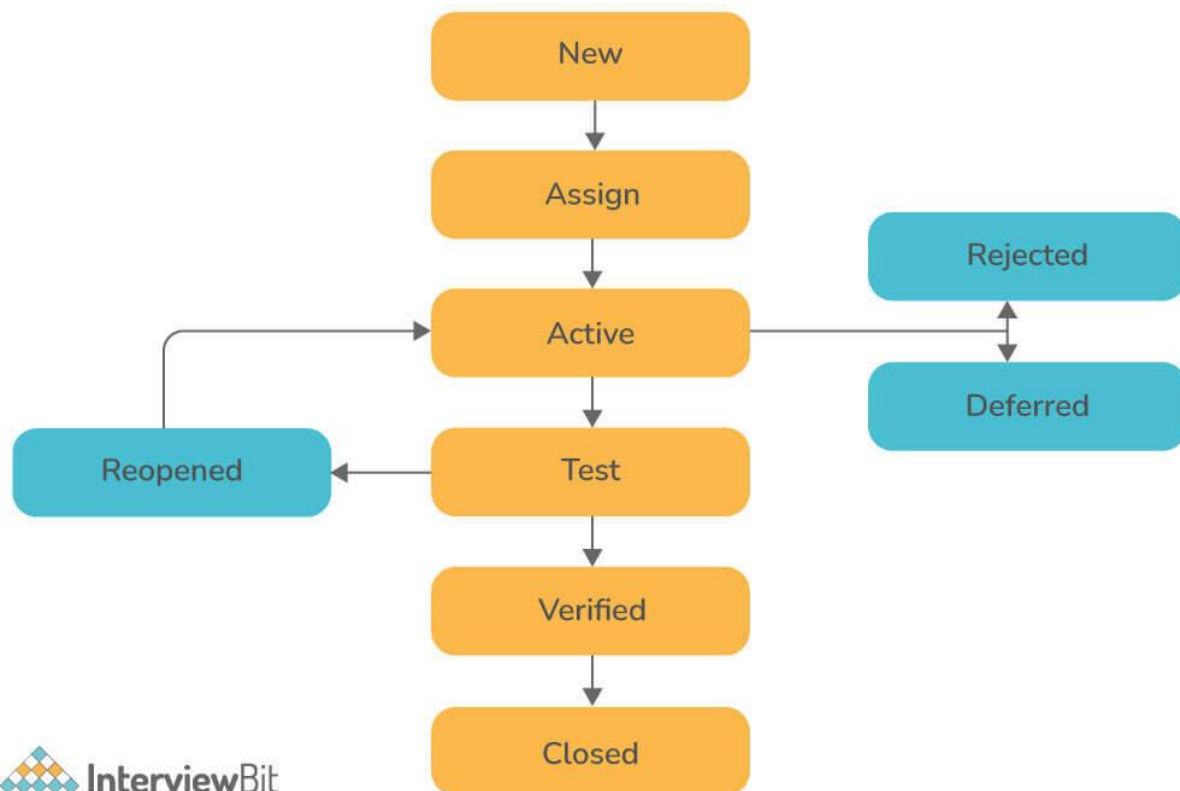 New
Assign
Rejected
Active
Deferred
Reopened
Test
Verified
Closed
InterviewBit